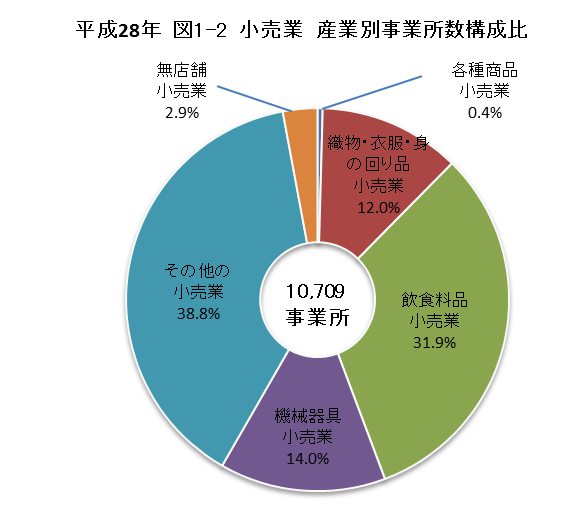 平成28年 図1-2 小売業 産業別事業所数構成比
無店舗
小売業
2.9%
各種商品
小売業
0.4%
織物・衣服・身
の回り品
小売業
12.0%
その他の
小売業
38.8%
10,709
事業所
飲食料品
小売業
31.9%
機械器具
小売業
14.0%